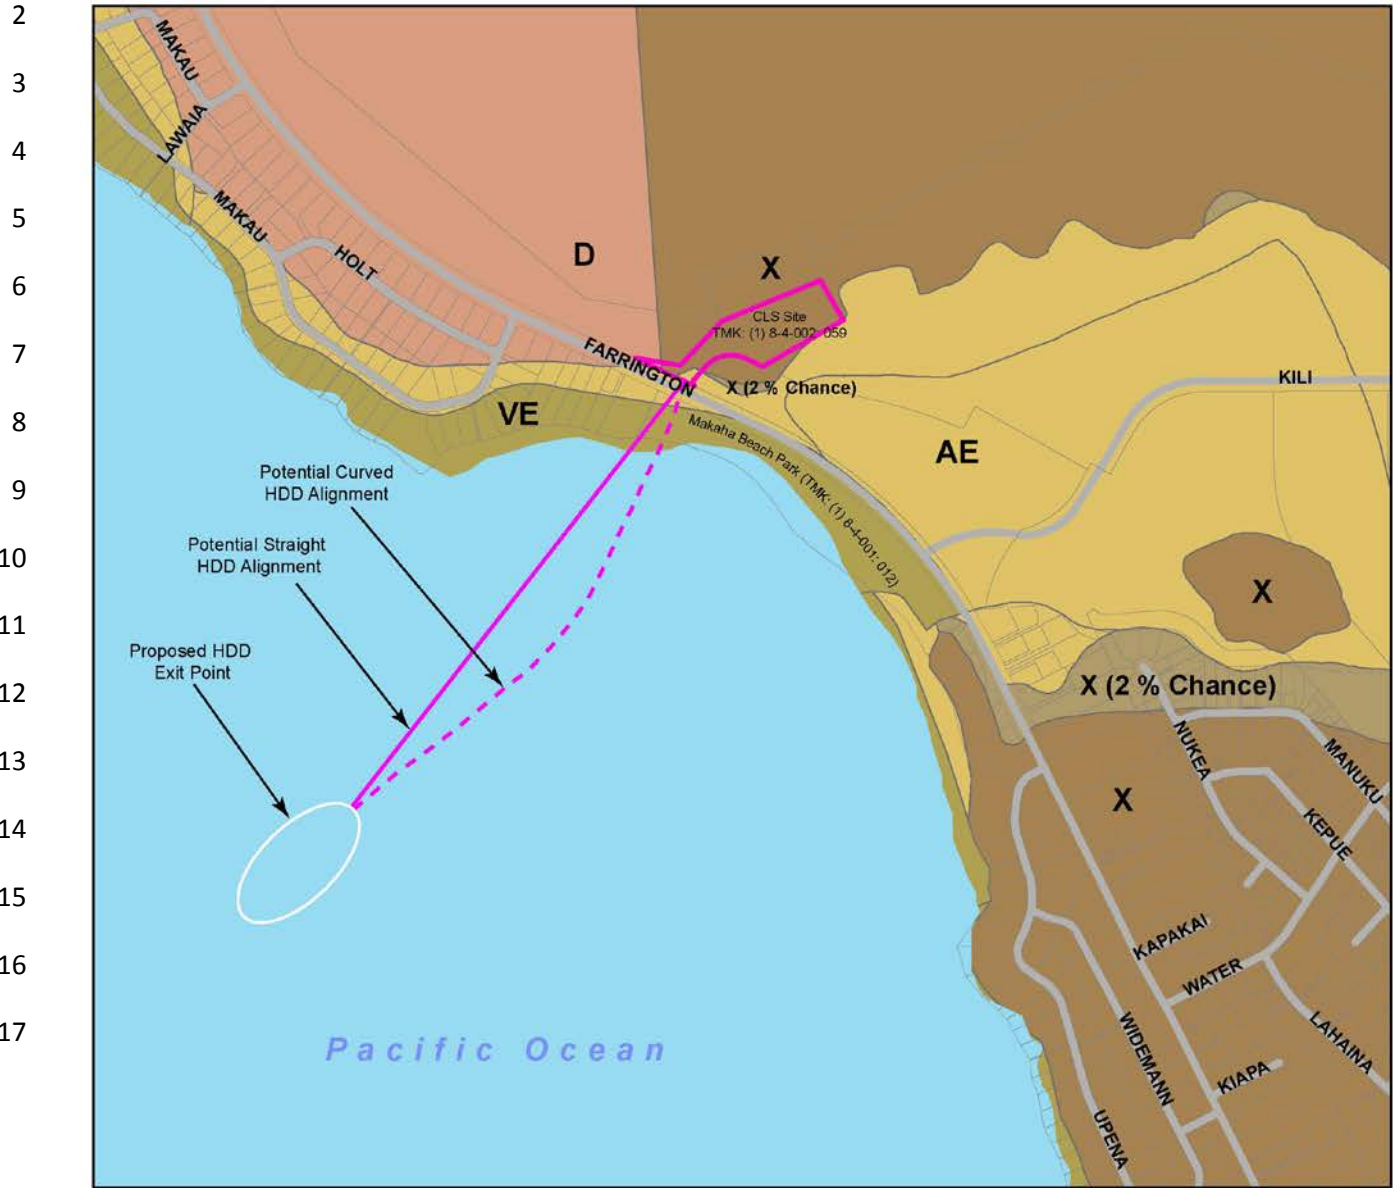 2
3
4
5
6
7
8
9
10
11
12
13
14
15
16
17
MAKAU
LAWAIA
MAKAU
HOLT
D
X
CLS Site
TMK: (1) 8-4-002: 059
FARRINGTON
X (2 % Chance)
KILI
VE
Makaha Beach Park (TMK: (1) 8-4-001: 012)
AE
Potential Curved
HDD Alignment
Potential Straight
HDD Alignment
X
Proposed HDD
Exit Point
X (2 % Chance)
NUKEA
MANUKU
X
KEPUE
KAPAKAI
WATER
LAHAINA
WIDEMANN
KIAPA
UPENA
Pacific Ocean